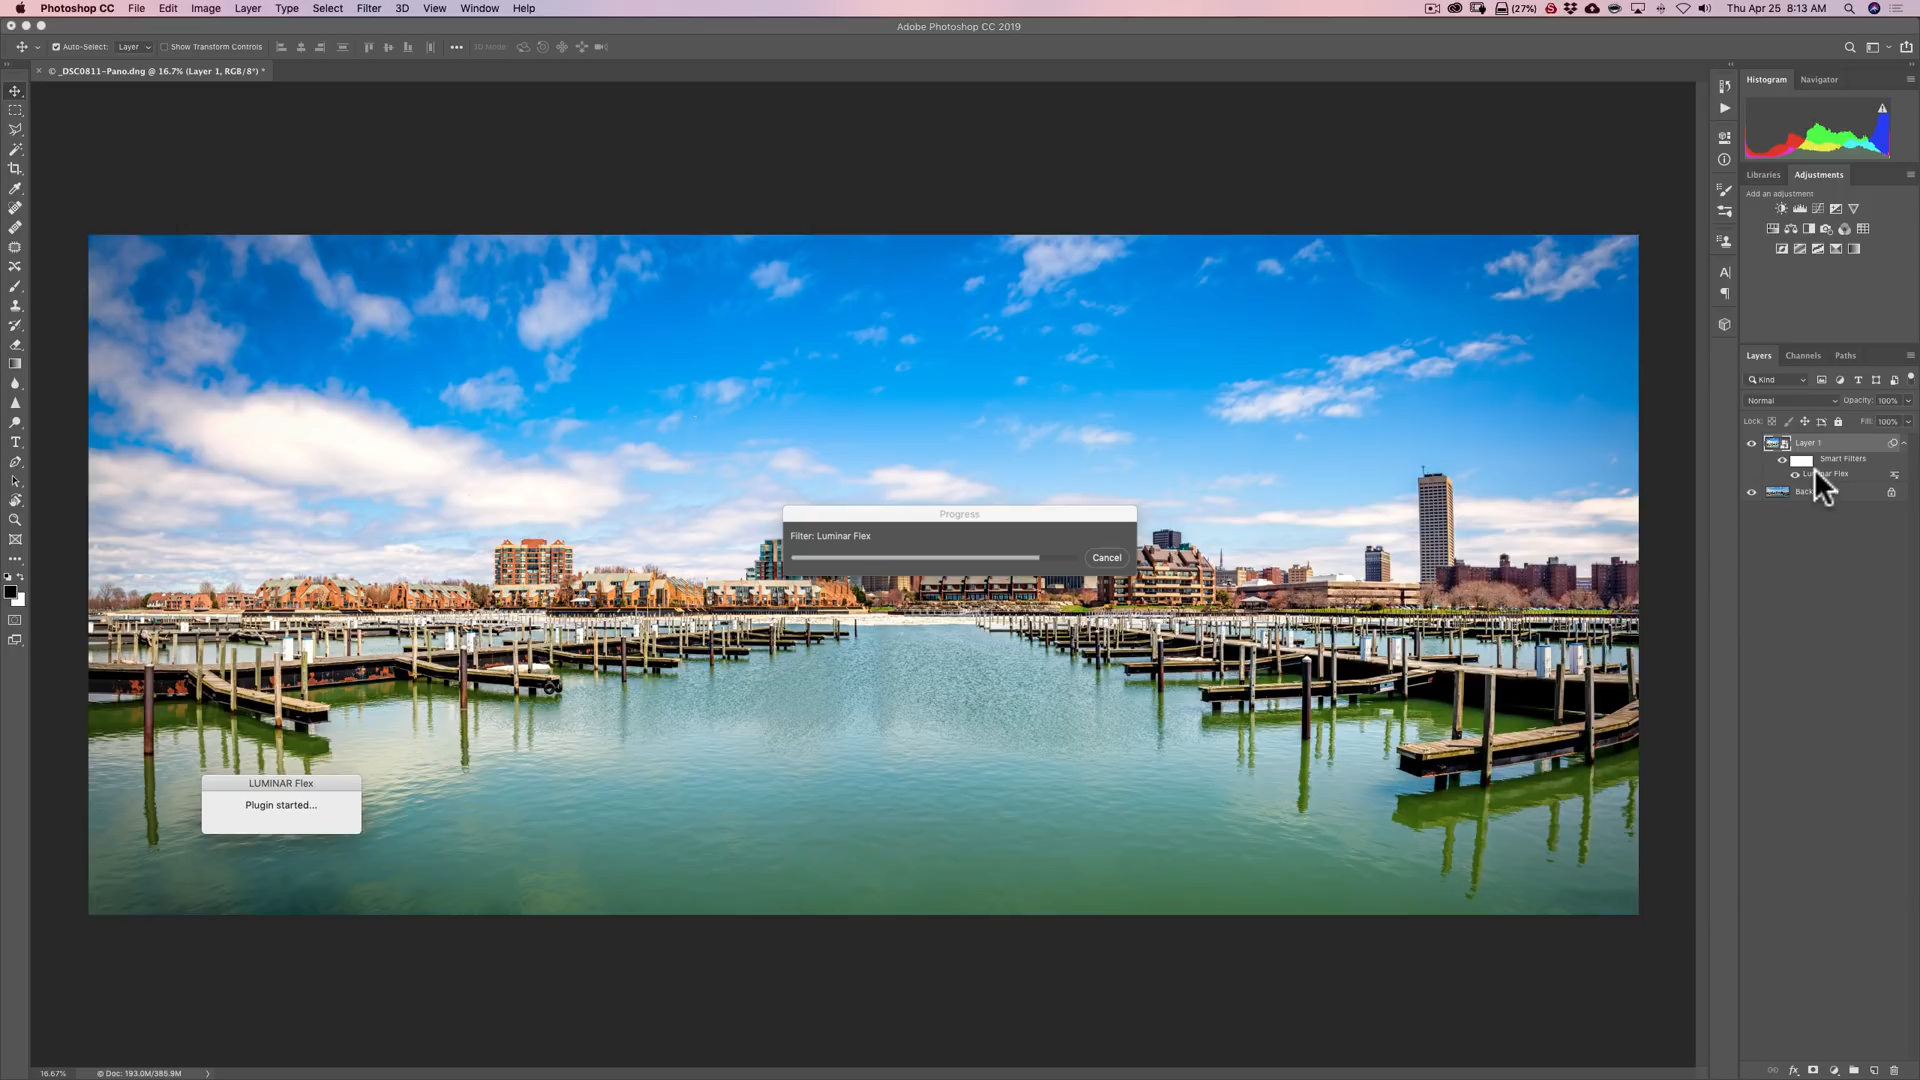 Photoshop CC File Edit Image Layer Type Select Filter 3D View Window Help
(27%) Thu Apr 25 8:13 AM
Adobe Photoshop CC 2019
Auto-Select: Layer Show Transform Controls 3D Mode:
© _DSC0811-Pano.dng @ 16.7% (Layer 1, RGB/8*) *
Histogram Navigator
Libraries Adjustments
Add an adjustment
Layers Channels Paths
Kind
Normal Opacity: 100%
Lock: Fill: 100%
Layer 1
Smart Filters
Progress
Filter: Luminar Flex
Cancel
LUMINAR Flex
Plugin started...
16.67% © Doc: 193.0M/385.9M